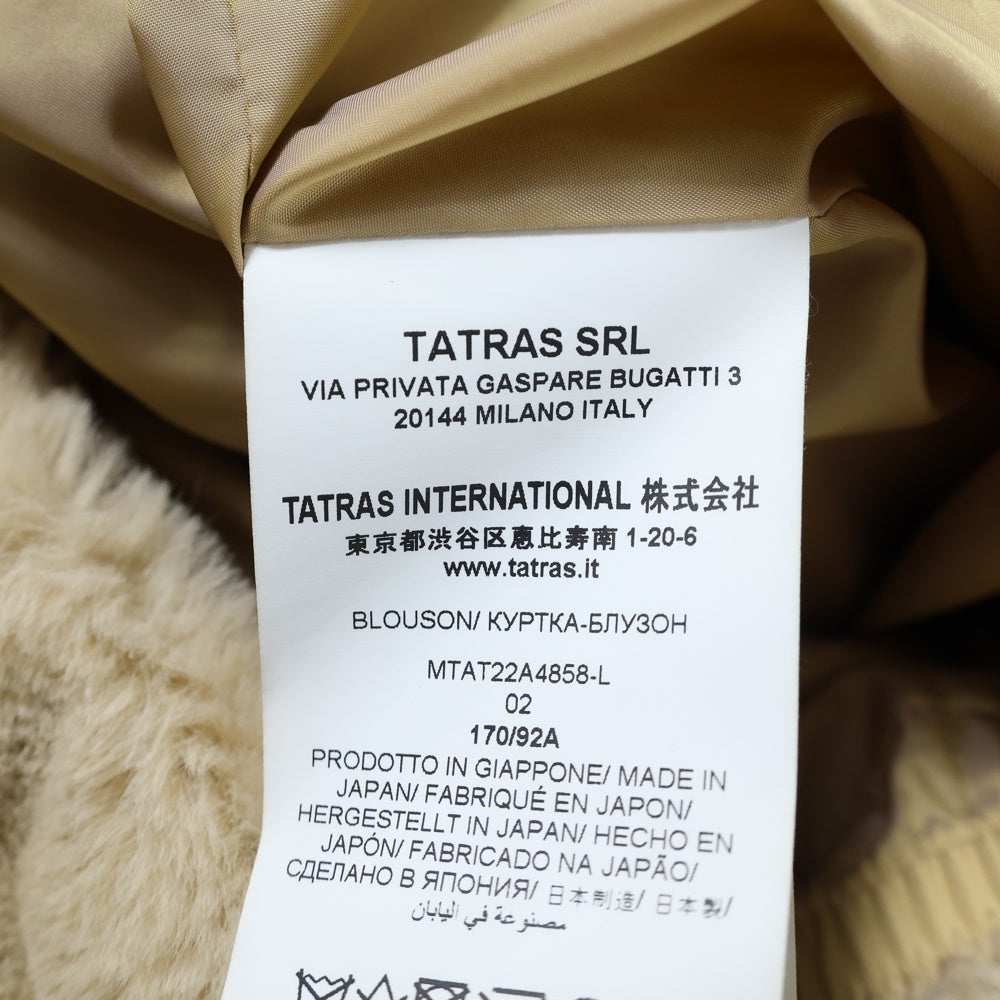 TATRAS SRL
VIA PRIVATA GASPARE BUGATTI 3
20144 MILANO ITALY
TATRAS INTERNATIONAL 株式会社
東京都渋谷区恵比寿南 1-20-6
www.tatras.it
BLOUSON/ КУРТКА-БЛУЗОН
MTAT22A4858-L
02
170/92A
PRODOTTO IN GIAPPONE/ MADE IN
JAPAN/ FABRIQUÉ EN JAPON/
HERGESTELLT IN JAPAN/ HECHO EN
JAPÓN/ FABRICADO NA JAPÃO/
СДЕЛАНО В ЯПОНИЯ/ 日本制造/ 日本製/
مصنوعة في اليابان